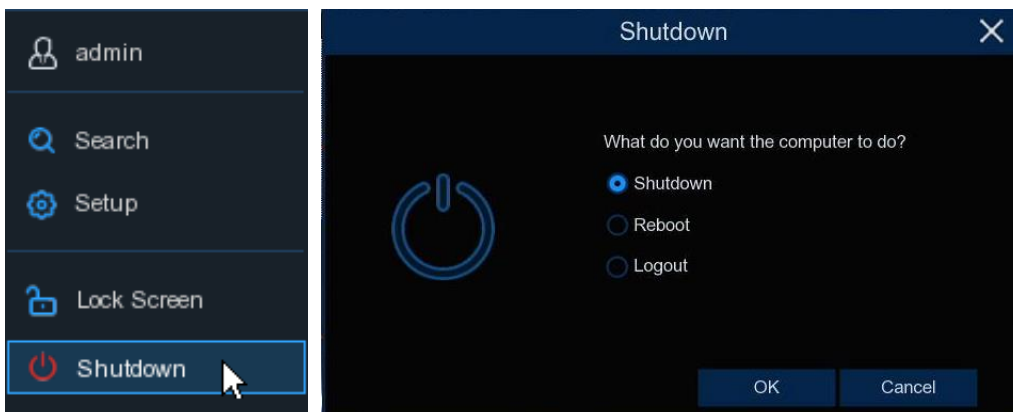 admin
Search
Setup
Lock Screen
Shutdown
Shutdown
What do you want the computer to do?
Shutdown
Reboot
Logout
OK
Cancel